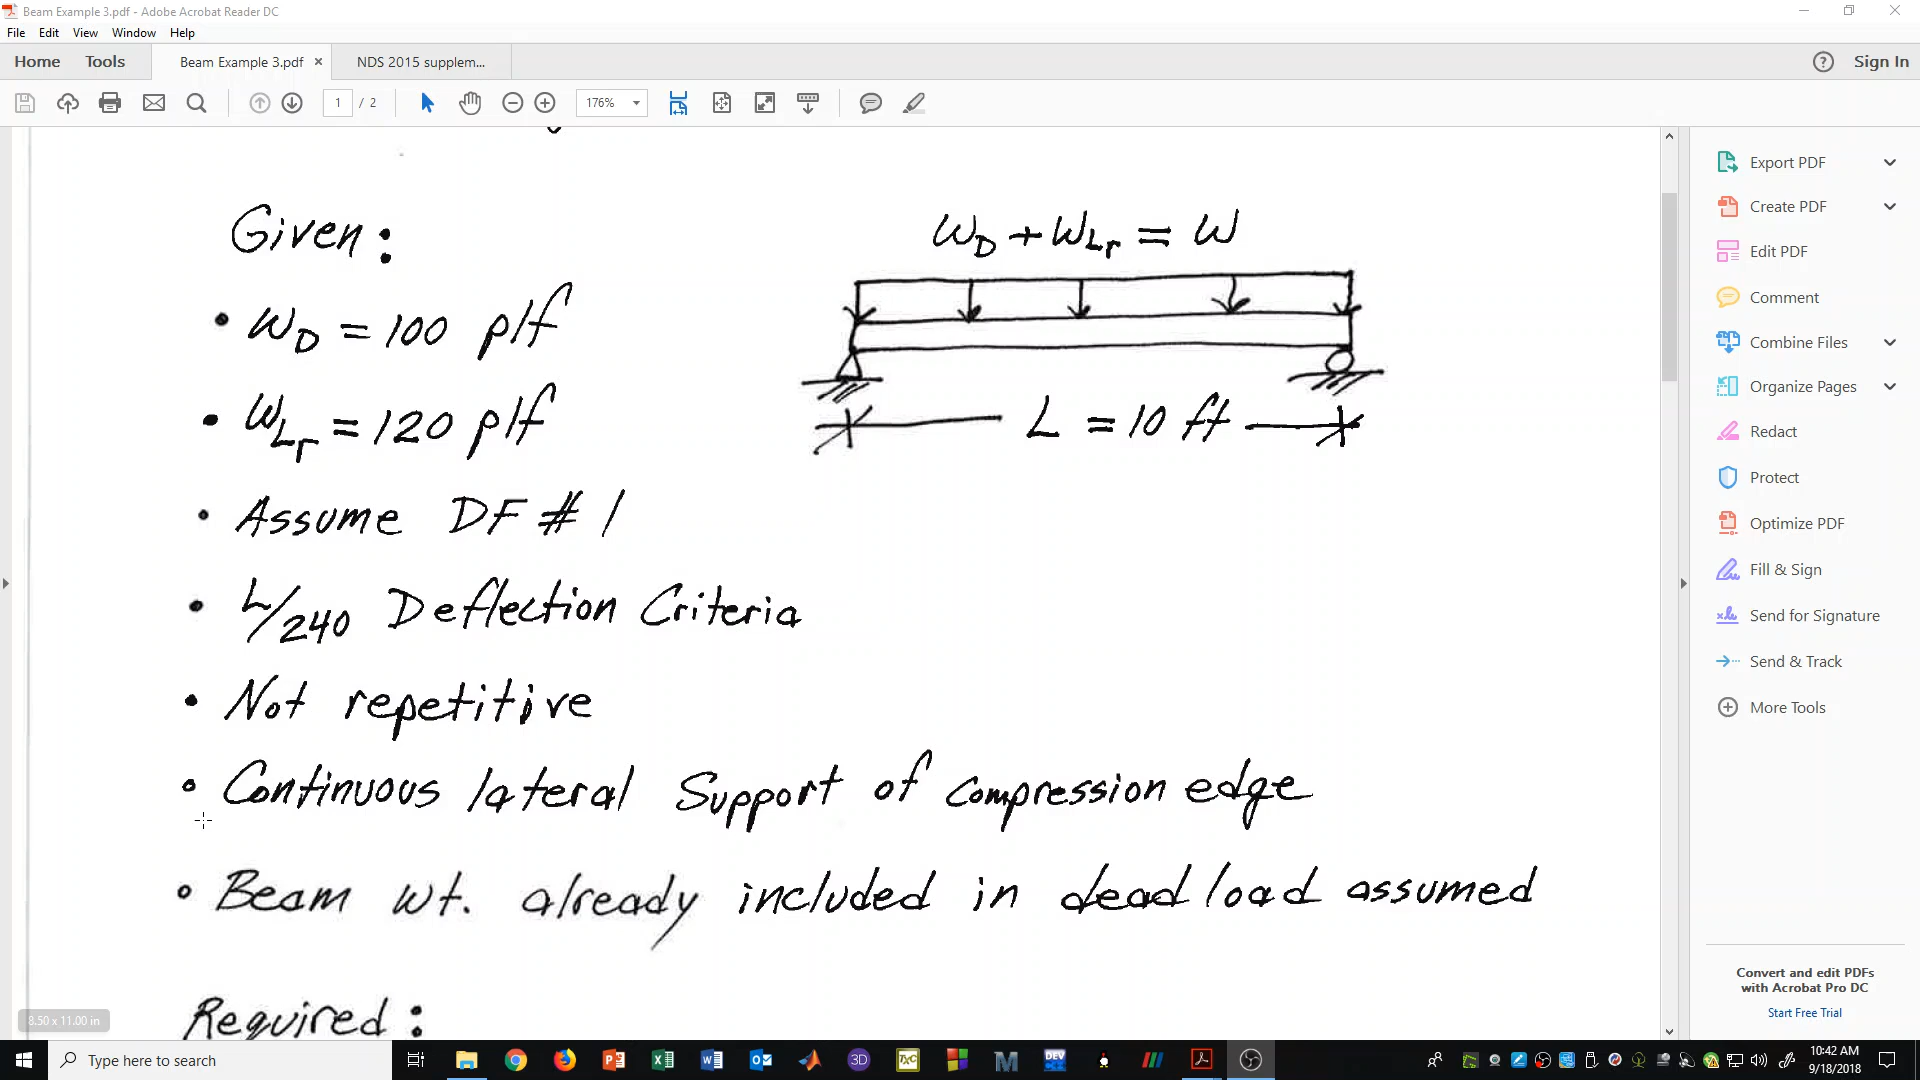 Beam Example 3.pdf - Adobe Acrobat Reader DC
File Edit View Window Help
Home Tools Beam Example 3.pdf × NDS 2015 supplem... Sign In
1 / 2 176%
Given:
• WD = 100 plf
• WLr = 120 plf
• Assume DF # 1
• L/240 Deflection Criteria
• Not repetitive
• Continuous lateral Support of compression edge
• Beam wt. already included in dead load assumed
Required:
WD + WLr = W
L = 10 ft
8.50 x 11.00 in
Export PDF
Create PDF
Edit PDF
Comment
Combine Files
Organize Pages
Redact
Protect
Optimize PDF
Fill & Sign
Send for Signature
Send & Track
More Tools
Convert and edit PDFs
with Acrobat Pro DC
Start Free Trial
Type here to search
10:42 AM
9/18/2018